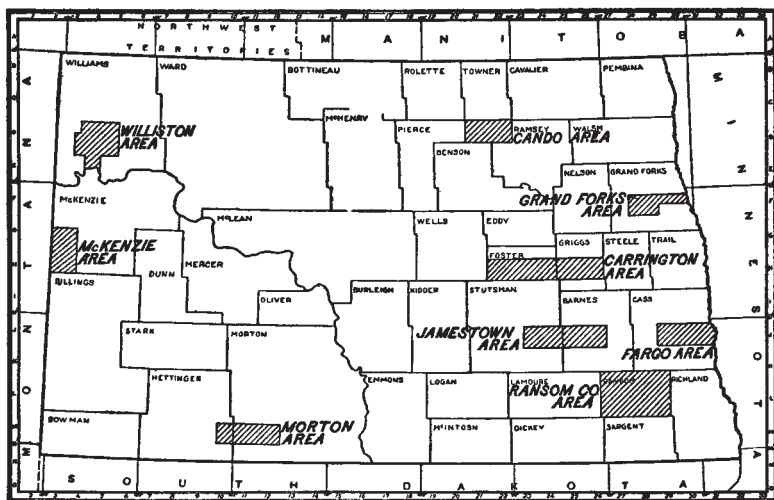 NORTHWEST
TERRITORIES
MANITOBA
MINNESOTA
MONTANA
SOUTH DAKOTA
WILLIAMS
WARD
BOTTINEAU
ROLETTE
TOWNER
CAVALIER
PEMBINA
WILLISTON
AREA
McHENRY
PIERCE
RAMSEY
WALSH
CANDO AREA
BENSON
NELSON
GRAND FORKS
GRAND FORKS
AREA
McKENZIE
McLEAN
WELLS
EDDY
McKENZIE
AREA
DUNN
MERCER
FOSTER
GRIGGS
STEELE
TRAIL
CARRINGTON
AREA
BILLINGS
OLIVER
BURLEIGH
KIDDER
STUTSMAN
BARNES
CASS
STARK
MORTON
JAMESTOWN
AREA
FARGO AREA
HETTINGER
EMMONS
LOGAN
LAMOURE
RANSOM CO
AREA
RICHLAND
BOWMAN
MORTON
AREA
McINTOSH
DICKEY
SARGENT